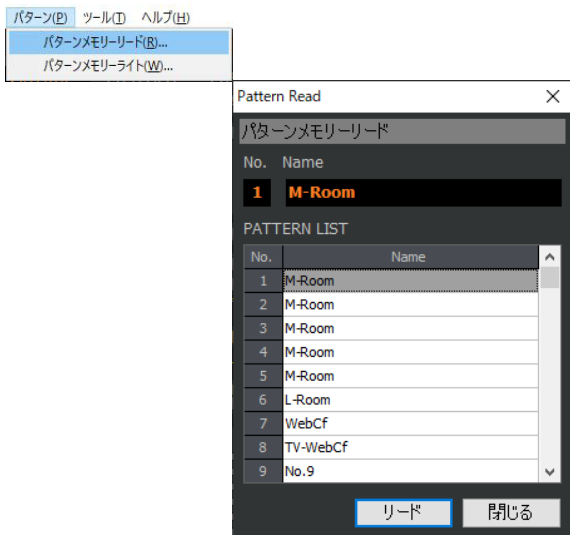 パターン(P) ツール(T) ヘルプ(H)
パターンメモリーリード(R)...
パターンメモリーライト(W)...
Pattern Read
パターンメモリーリード
No. Name
1 M-Room
PATTERN LIST
No. Name
1 M-Room
2 M-Room
3 M-Room
4 M-Room
5 M-Room
6 L-Room
7 WebCf
8 TV-WebCf
9 No.9
リード 閉じる